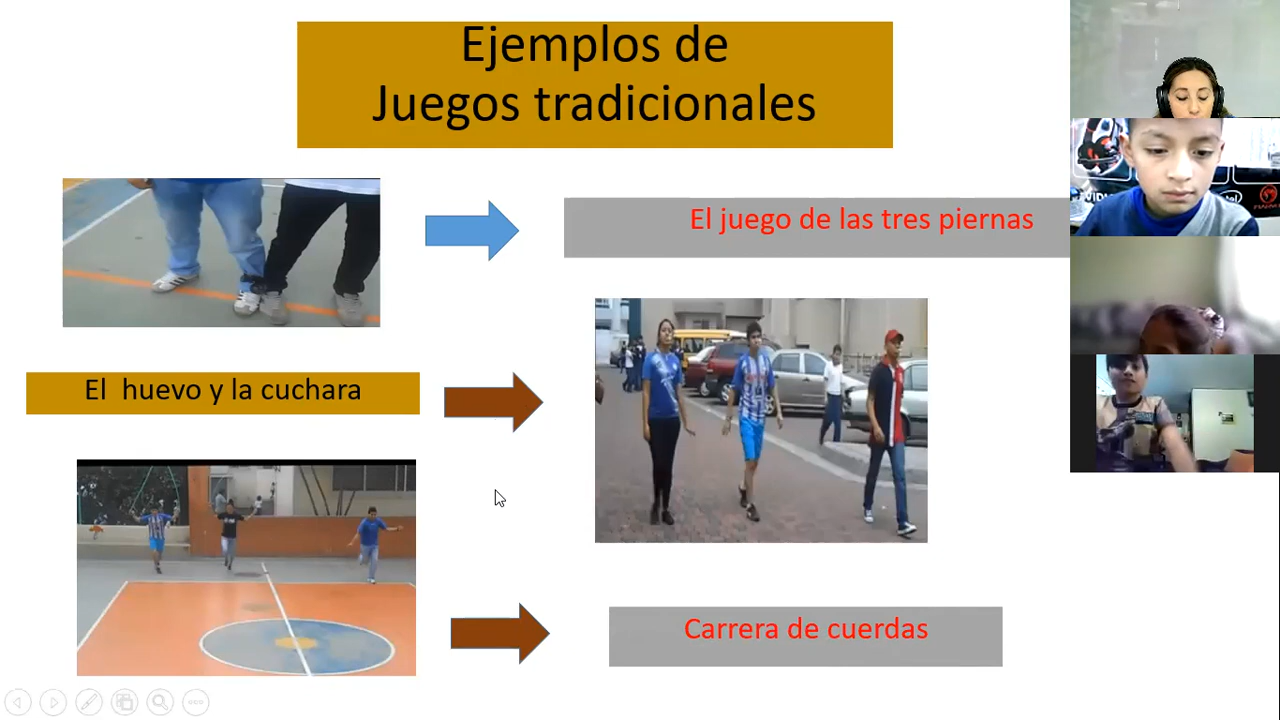 Ejemplos de
Juegos tradicionales
El juego de las tres piernas
El huevo y la cuchara
Carrera de cuerdas